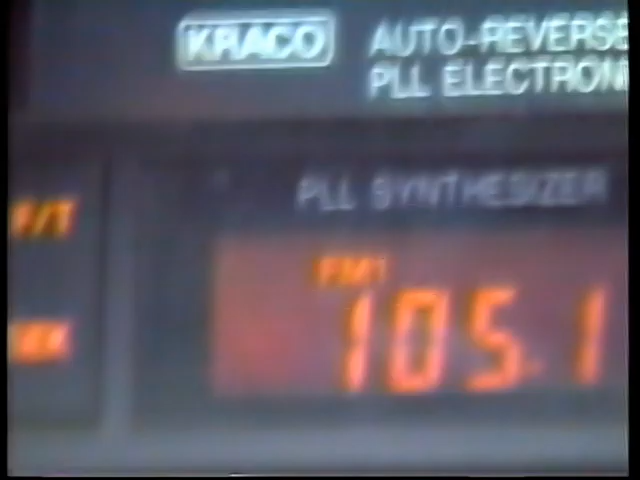 KRACO
AUTO-REVERSE
PLL ELECTRON
PLL SYNTHESIZER
F/T
FM1
105.1